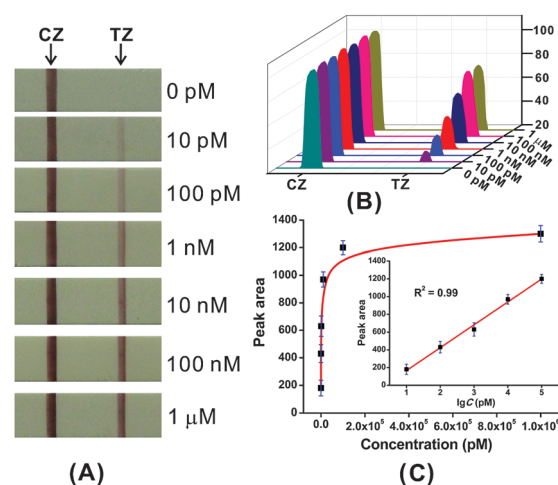 CZ TZ
0 pM
10 pM
100 pM
1 nM
10 nM
100 nM
1 μM
(A)
100
80
60
40
20
CZ TZ
0 pM
10 pM
100 pM
1 nM
10 nM
100 nM
1 μM
(B)
Peak area
1400
1200
1000
800
600
400
200
0.0 2.0x10⁵ 4.0x10⁵ 6.0x10⁵ 8.0x10⁵ 1.0x10⁶
Concentration (pM)
Peak area
1400
1200
1000
800
600
400
200
0
R² = 0.99
1 2 3 4 5
lgC (pM)
(C)